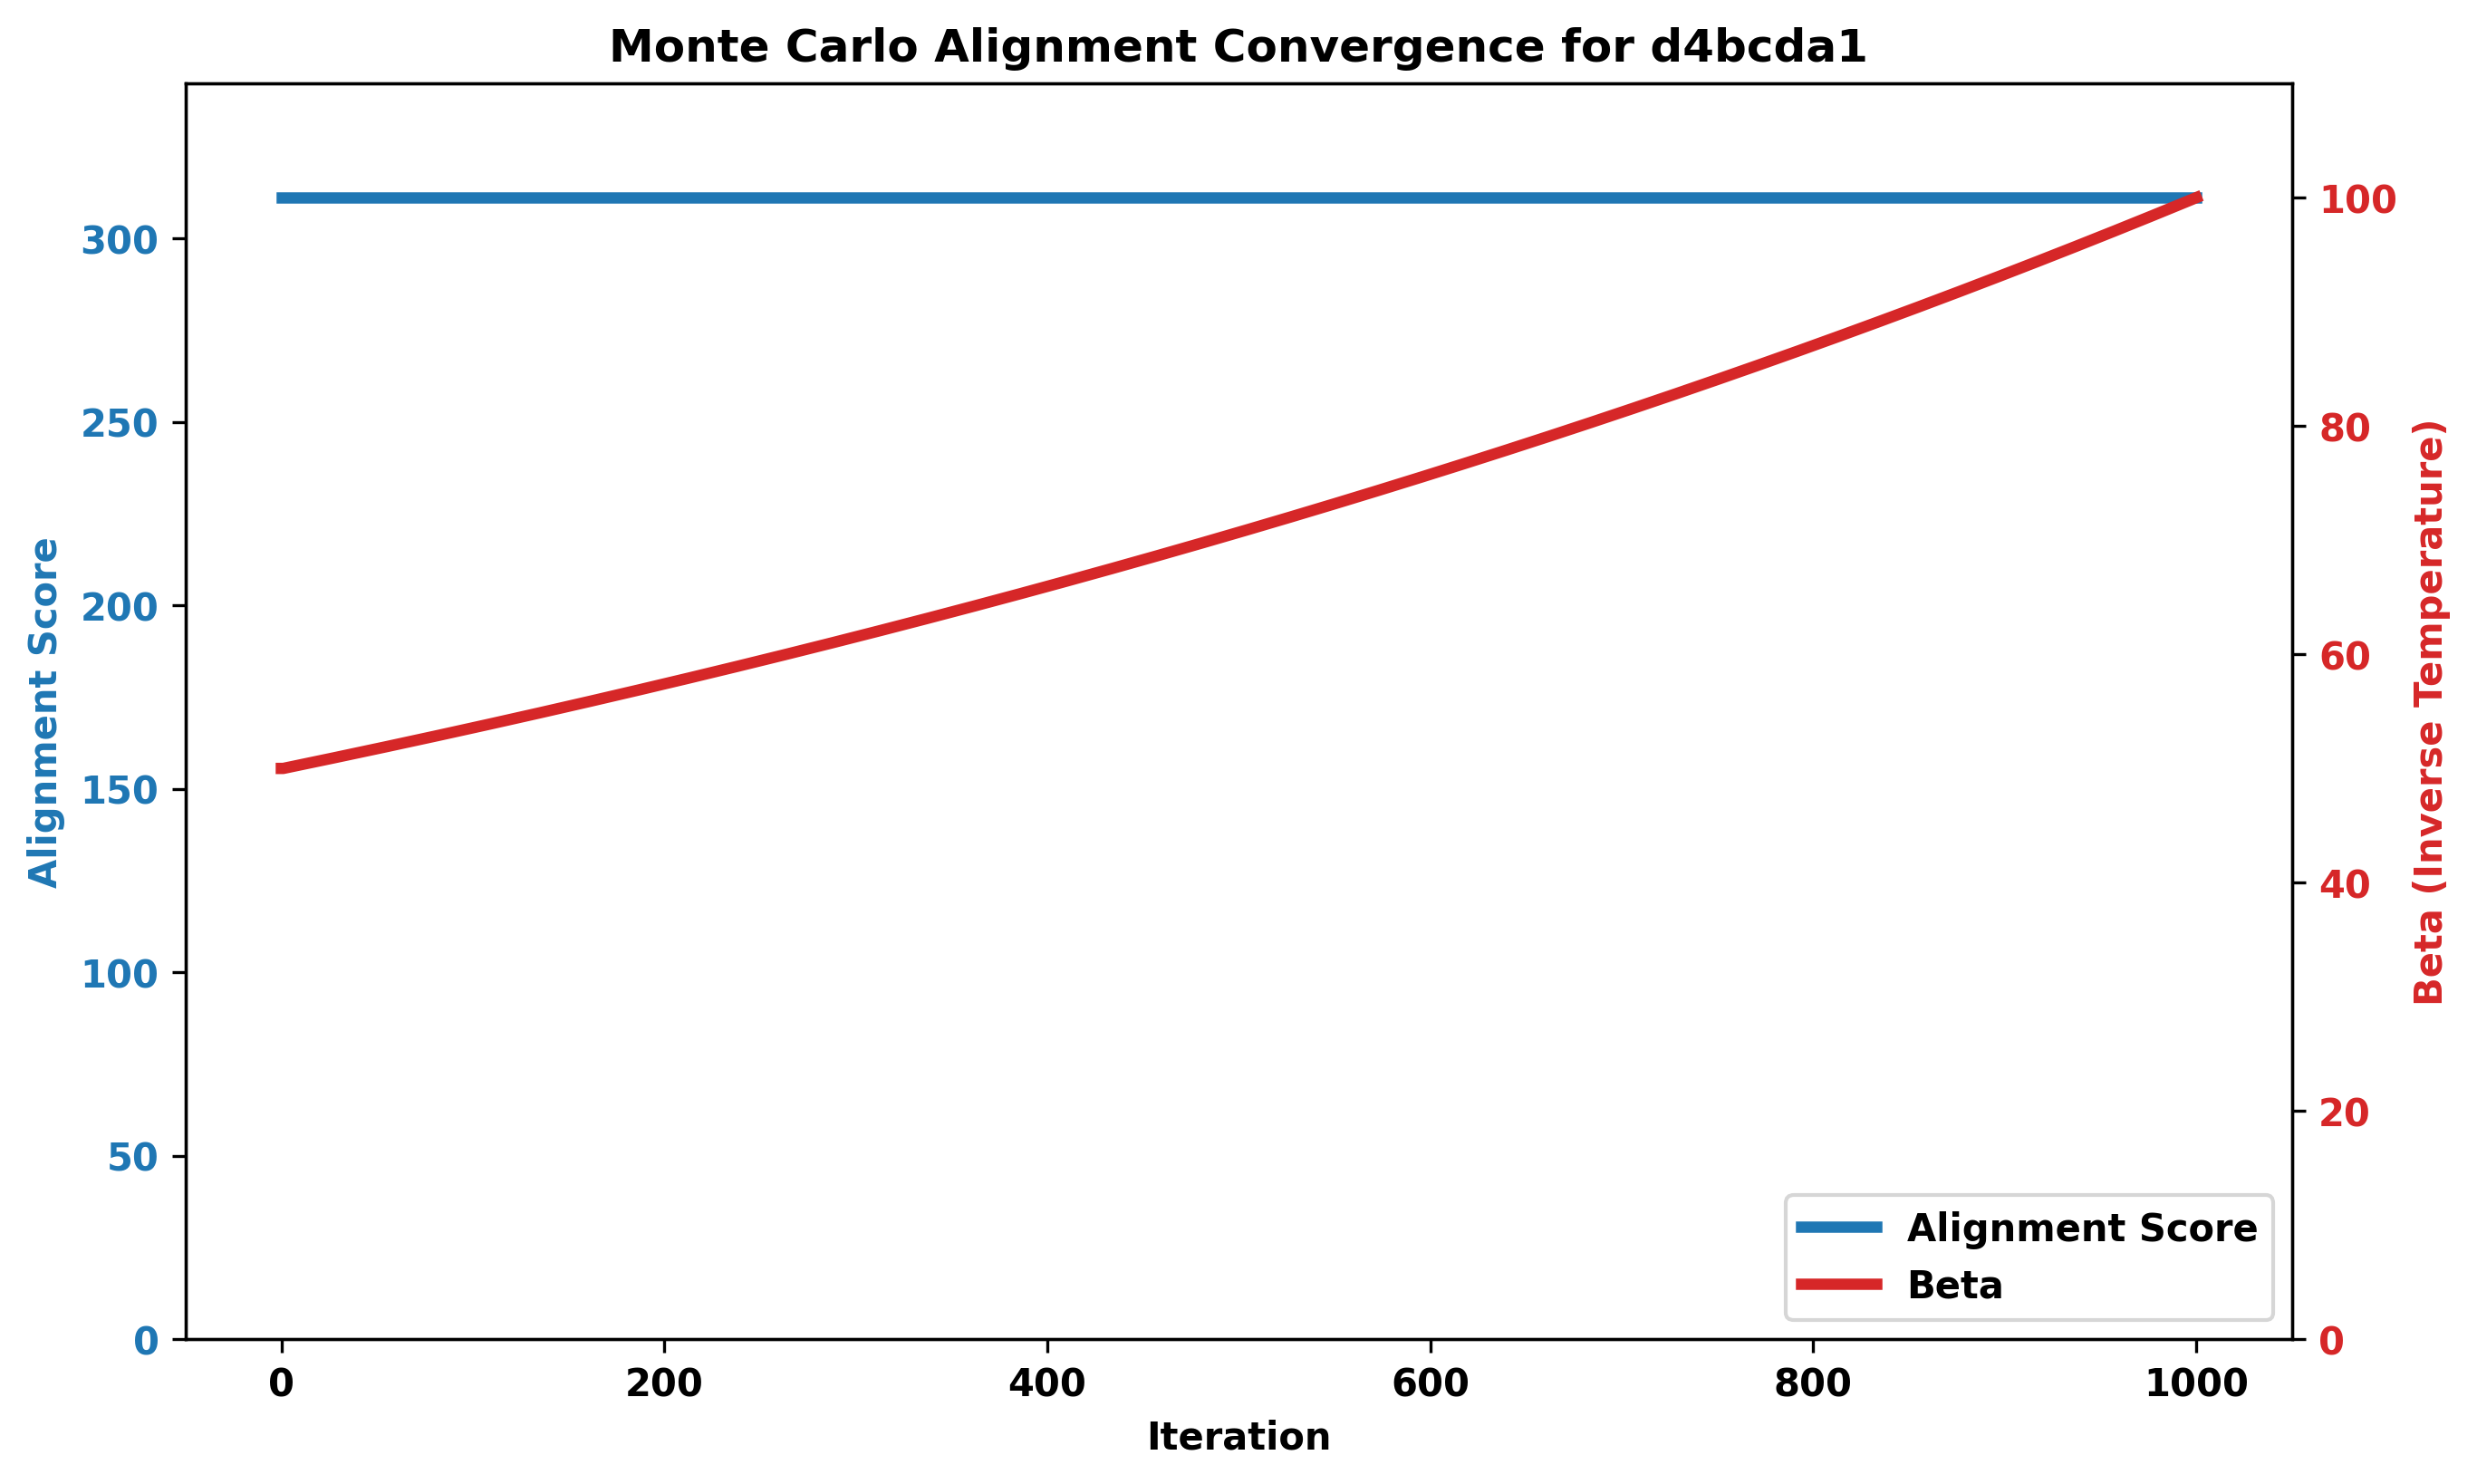 Monte Carlo Alignment Convergence for d4bcda1
Alignment Score
300
250
200
150
100
50
0
100
80
60
40
20
0
Beta (Inverse Temperature)
Alignment Score
Beta
0 200 400 600 800 1000
Iteration